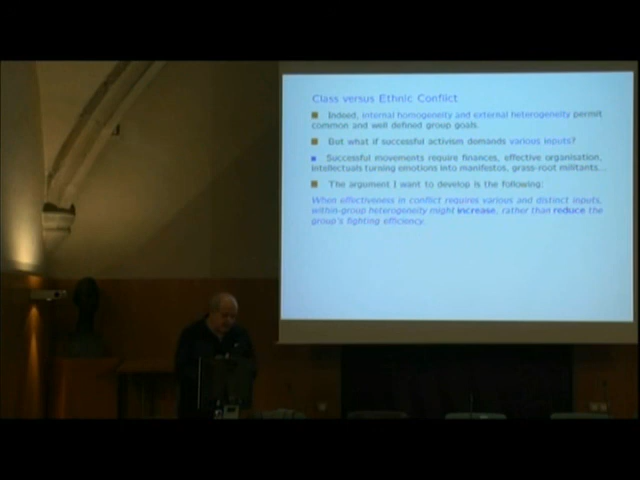 Class versus Ethnic Conflict
Indeed, internal homogeneity and external heterogeneity permit
common and well defined group goals.
But what if successful activism demands various inputs?
Successful movements require finances, effective organisation,
intellectuals turning emotions into manifestos, grass-root militants...
The argument I want to develop is the following:
When effectiveness in conflict requires various and distinct inputs,
within-group heterogeneity might increase, rather than reduce the
group's fighting efficiency.